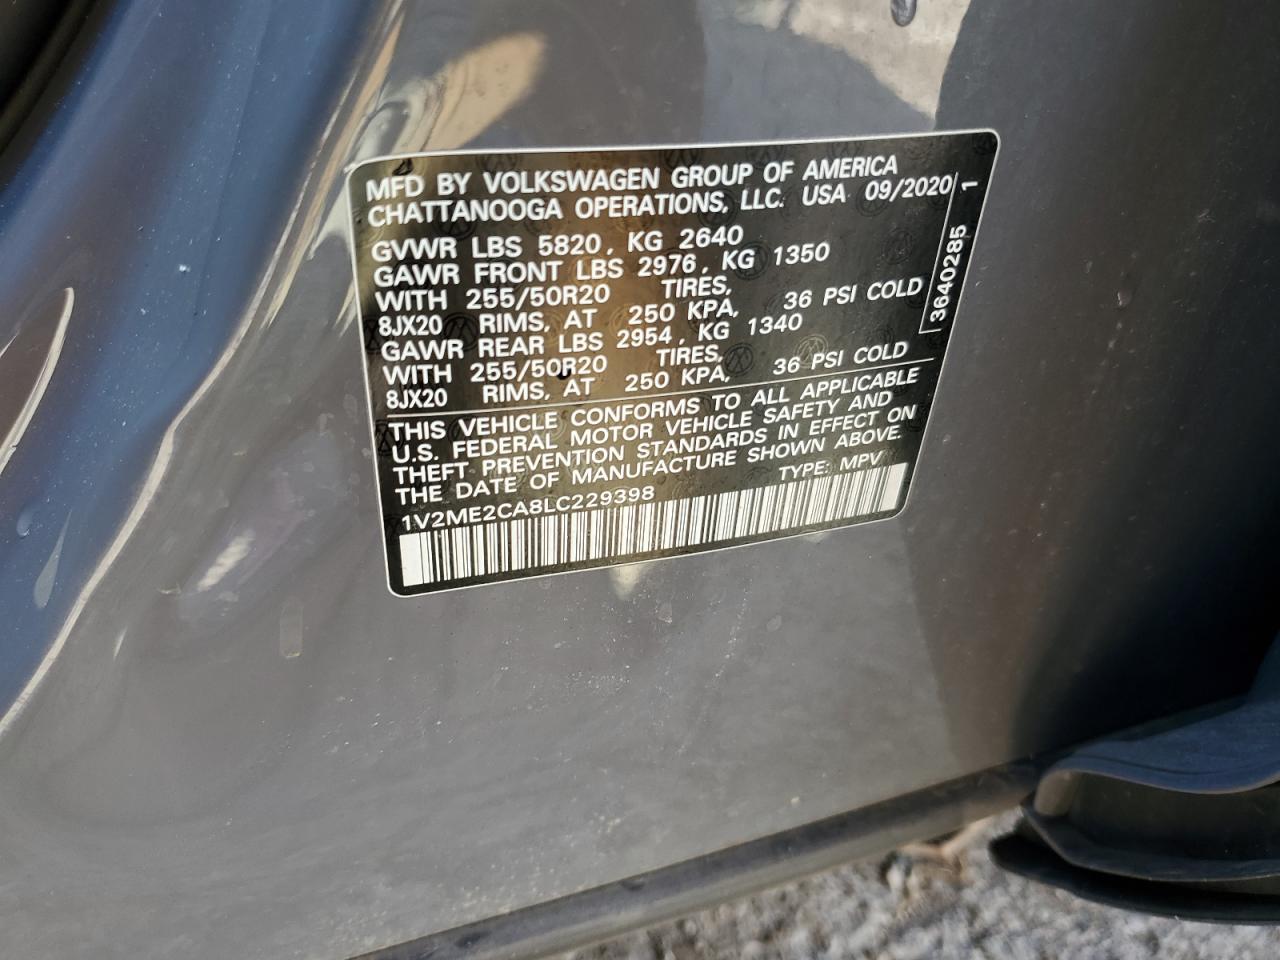 MFD BY VOLKSWAGEN GROUP OF AMERICA
CHATTANOOGA OPERATIONS, LLC. USA 09/2020
GVWR LBS 5820, KG 2640
GAWR FRONT LBS 2976, KG 1350
WITH 255/50R20 TIRES,
8JX20 RIMS, AT 250 KPA, 36 PSI COLD
GAWR REAR LBS 2954, KG 1340
WITH 255/50R20 TIRES,
8JX20 RIMS, AT 250 KPA, 36 PSI COLD
THIS VEHICLE CONFORMS TO ALL APPLICABLE
U.S. FEDERAL MOTOR VEHICLE SAFETY AND
THEFT PREVENTION STANDARDS IN EFFECT ON
THE DATE OF MANUFACTURE SHOWN ABOVE.
1V2ME2CA8LC229398 TYPE: MPV
3640285 1